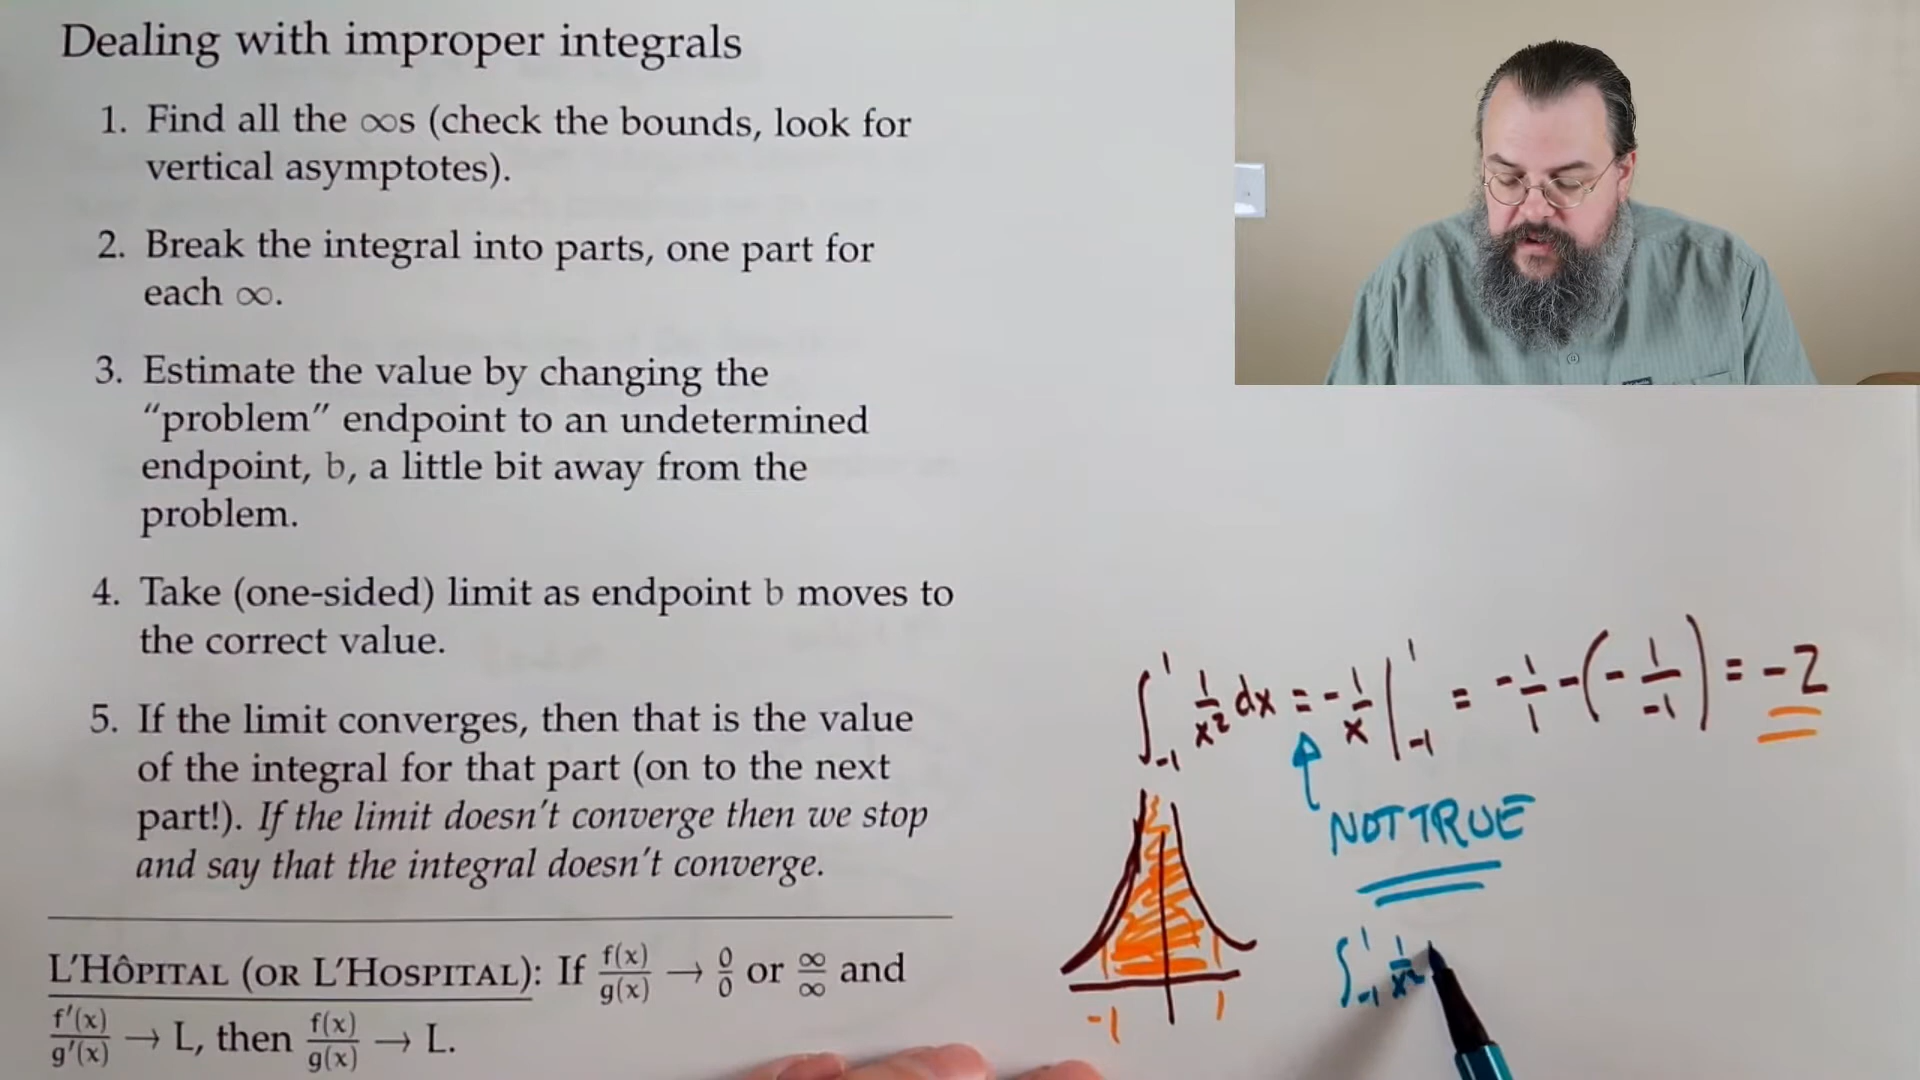 Dealing with improper integrals
1. Find all the ∞s (check the bounds, look for
vertical asymptotes).
2. Break the integral into parts, one part for
each ∞.
3. Estimate the value by changing the
“problem” endpoint to an undetermined
endpoint, b, a little bit away from the
problem.
4. Take (one-sided) limit as endpoint b moves to
the correct value.
5. If the limit converges, then that is the value
of the integral for that part (on to the next
part!). If the limit doesn't converge then we stop
and say that the integral doesn't converge.
L'HÔPITAL (OR L'HOSPITAL): If f(x)/g(x) → 0/0 or ∞/∞ and
f'(x)/g'(x) → L, then f(x)/g(x) → L.
∫_{-1}^{1} 1/x² dx = -1/x |_{-1}^{1} = -1/1 - (-1/-1) = -2
NOT TRUE
-1 1
∫_{-1}^{1} 1/x²